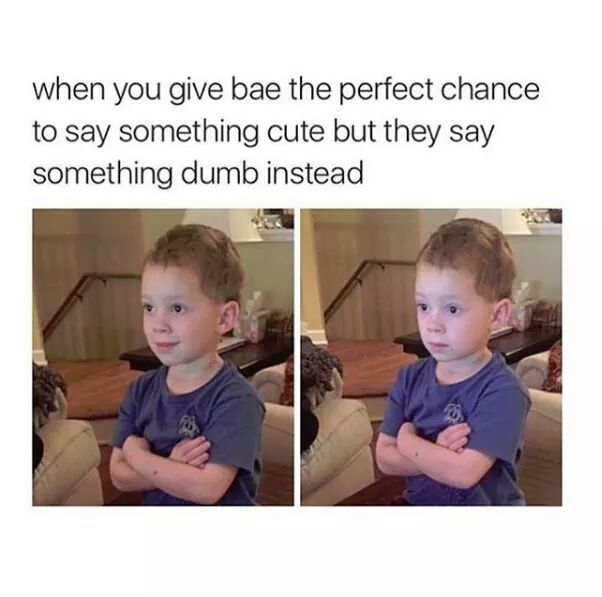 when you give bae the perfect chance
to say something cute but they say
something dumb instead